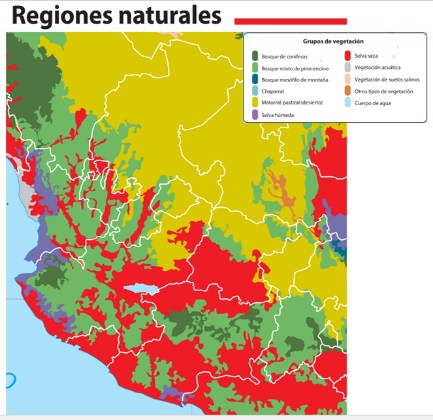 Regiones naturales
Grupos de vegetación
Bosque de coníferas
Bosque mixto de pino-encino
Bosque mesófilo de montaña
Chaparral
Matorral-pastizal (desierto)
Selva húmeda
Selva seca
Vegetación acuática
Vegetación de suelos salinos
Otros tipos de vegetación
Cuerpo de agua